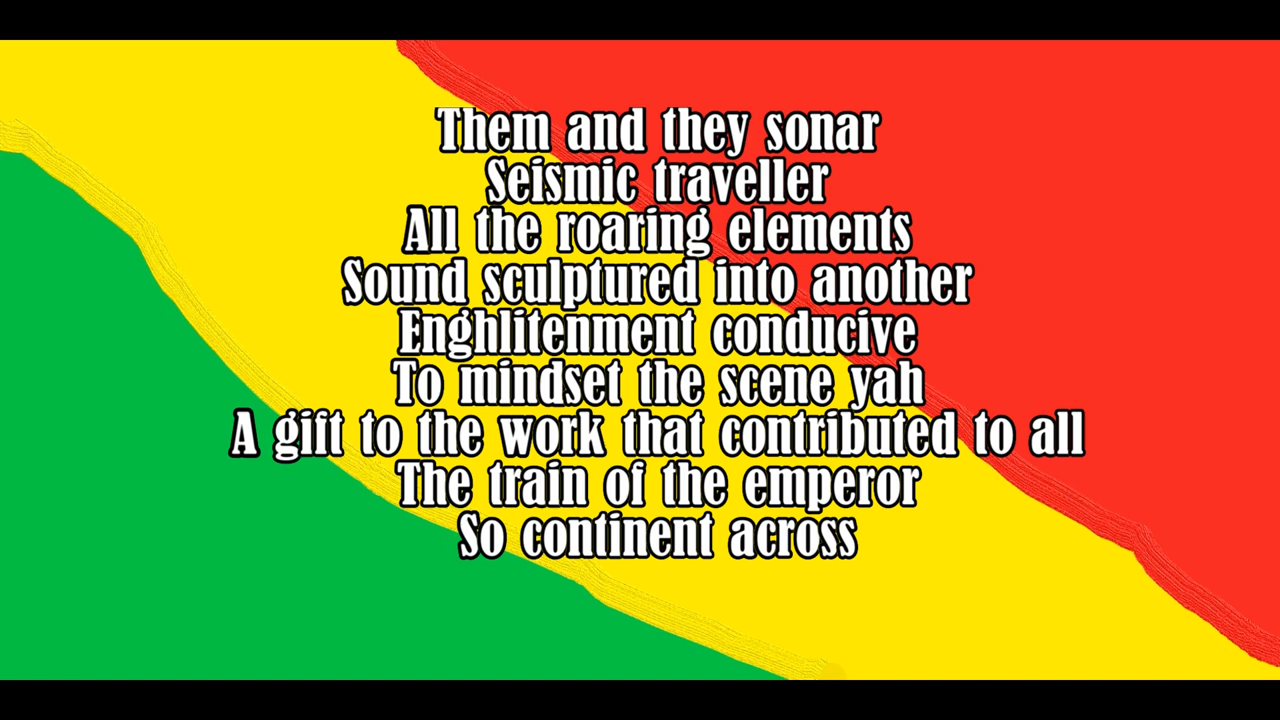 Them and they sonar
Seismic traveller
All the roaring elements
Sound sculptured into another
Enghlitenment conducive
To mindset the scene yah
A gift to the work that contributed to all
The train of the emperor
So continent across